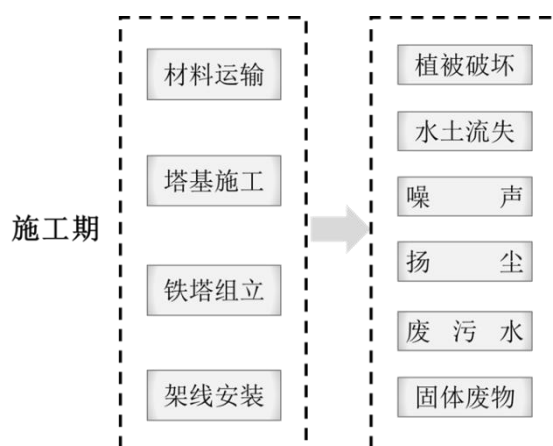 施工期
材料运输
塔基施工
铁塔组立
架线安装
植被破坏
水土流失
噪声
扬尘
废污水
固体废物